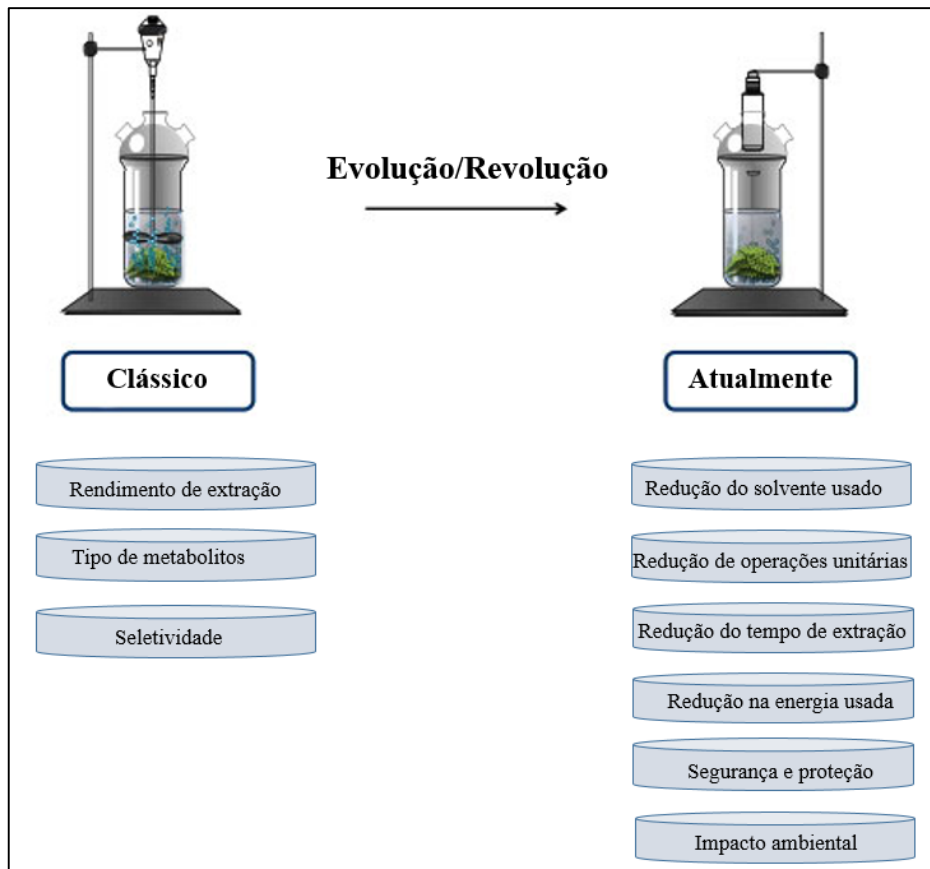 Evolução/Revolução
Clássico
Atualmente
Rendimento de extração
Tipo de metabolitos
Seletividade
Redução do solvente usado
Redução de operações unitárias
Redução do tempo de extração
Redução na energia usada
Segurança e proteção
Impacto ambiental